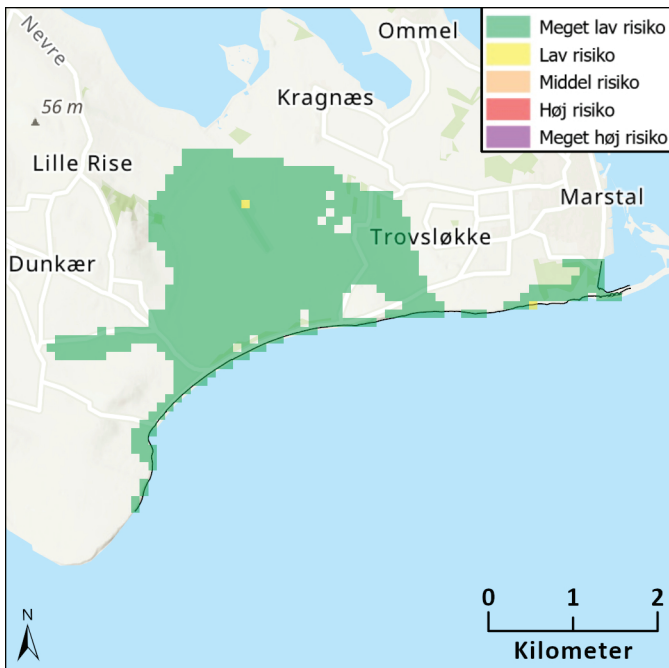 Nevre
Ommel
Meget lav risiko
Lav risiko
Middel risiko
Høj risiko
Meget høj risiko
56 m
Kragnæs
Lille Rise
Marstal
Trovsløkke
Dunkær
N
0 1 2
Kilometer